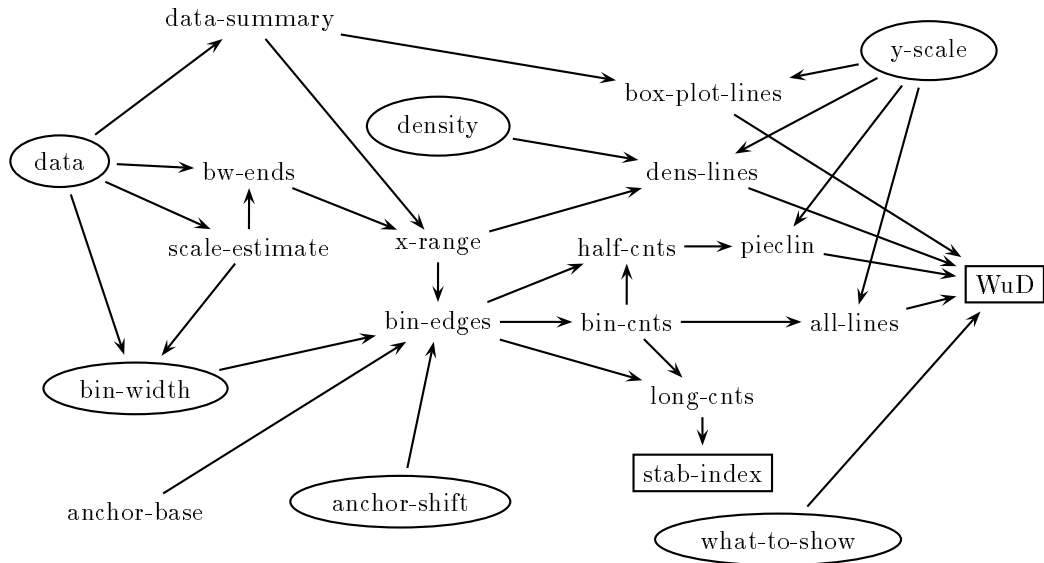 data-summary
y-scale
box-plot-lines
density
data
bw-ends
dens-lines
scale-estimate
x-range
half-cnts
pieclin
WuD
bin-edges
bin-cnts
all-lines
bin-width
long-cnts
stab-index
anchor-base
anchor-shift
what-to-show